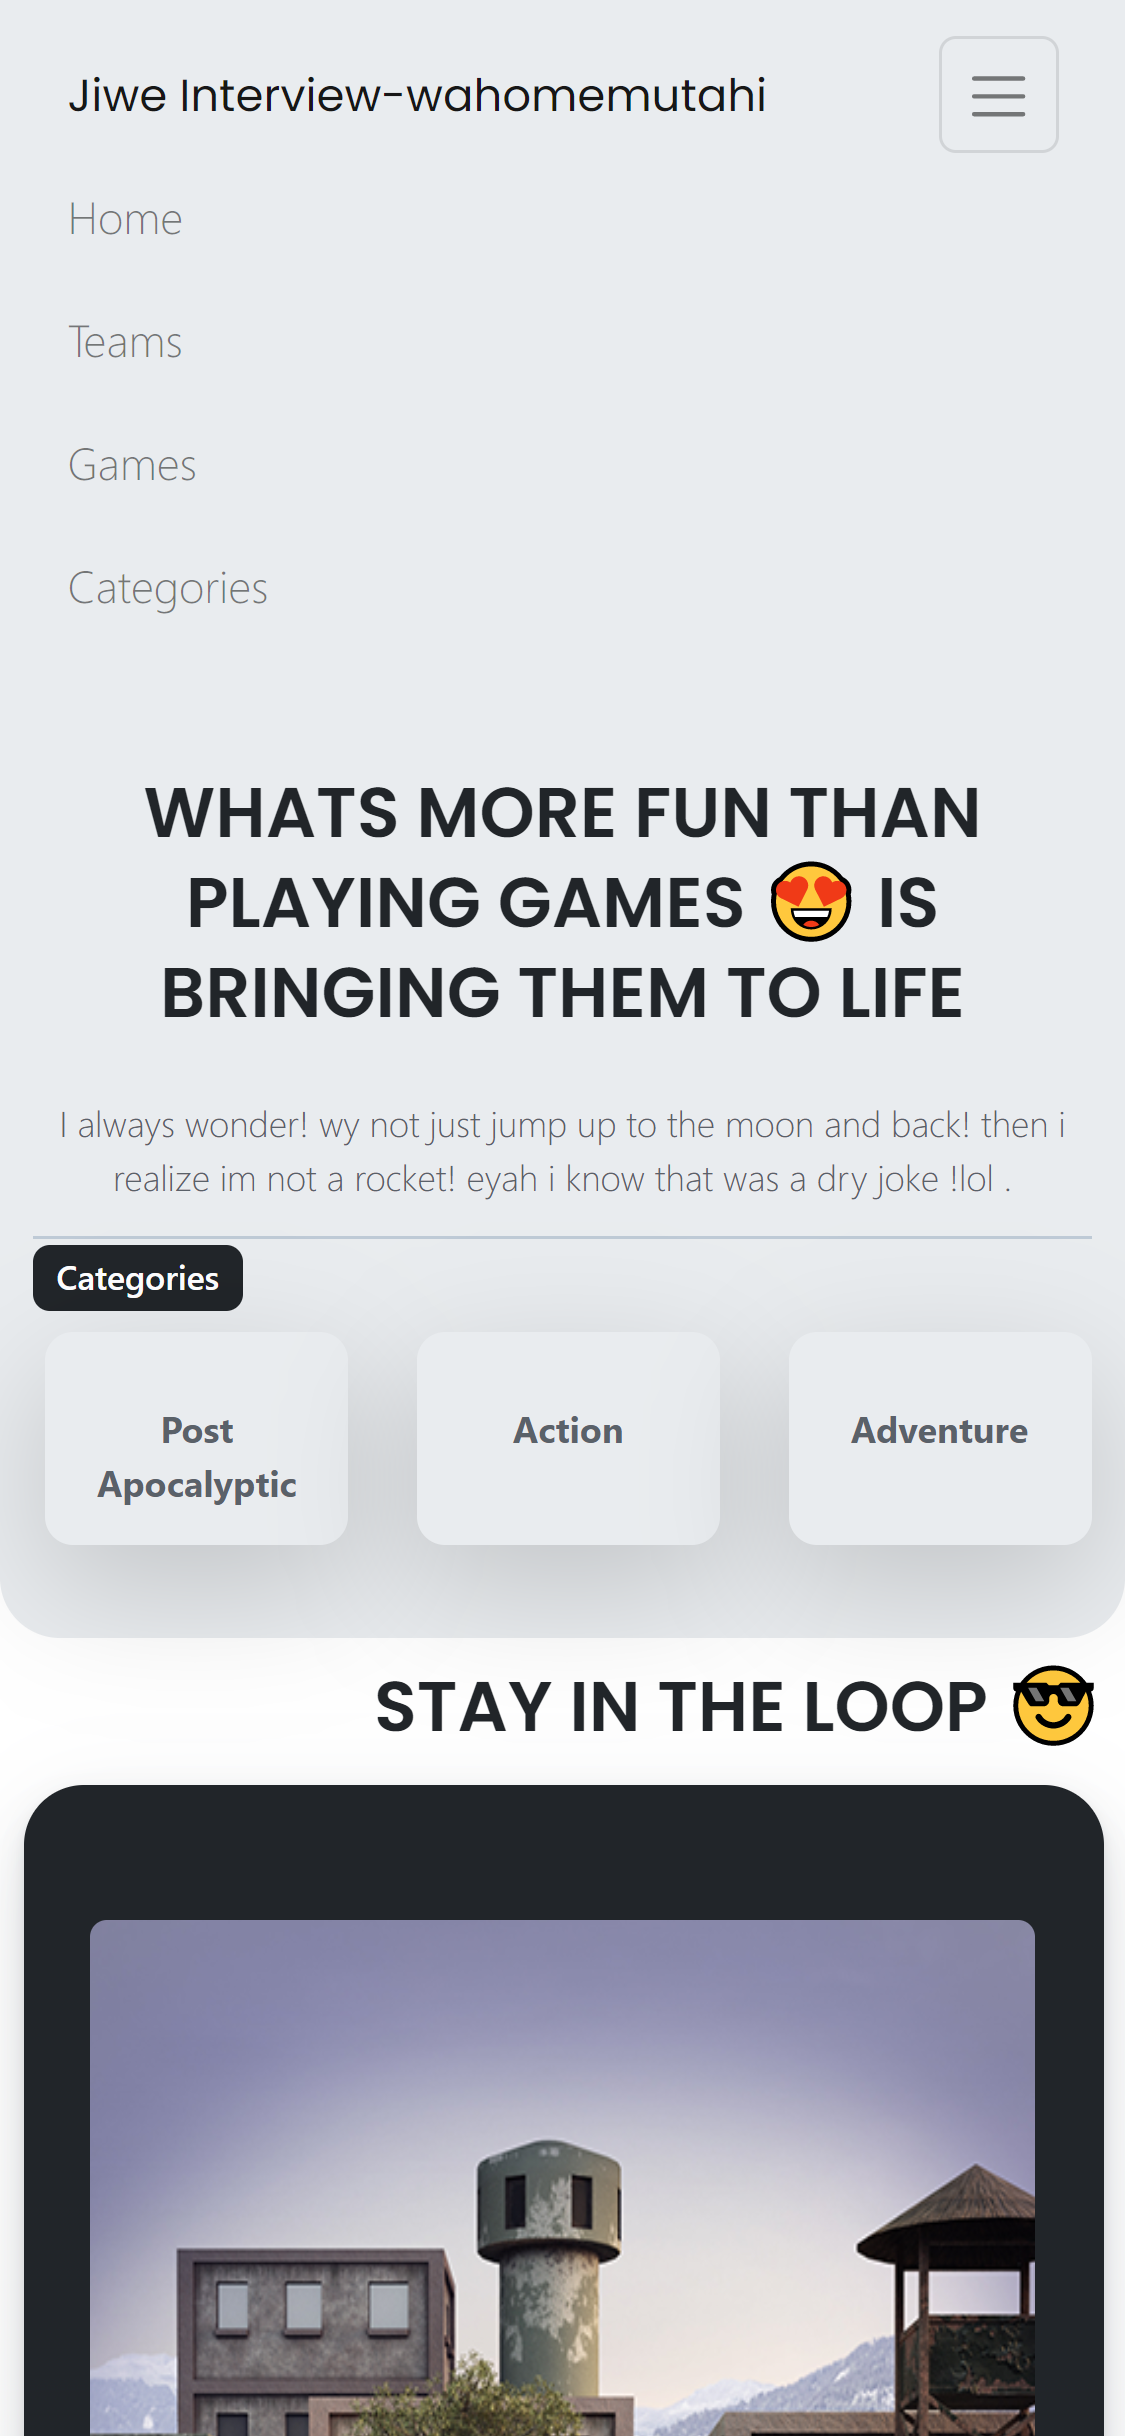 Jiwe Interview-wahomemutahi
Home
Teams
Games
Categories
WHATS MORE FUN THAN
PLAYING GAMES 😍 IS
BRINGING THEM TO LIFE
I always wonder! wy not just jump up to the moon and back! then i
realize im not a rocket! eyah i know that was a dry joke !lol .
Categories
Post
Apocalyptic
Action
Adventure
STAY IN THE LOOP 😎